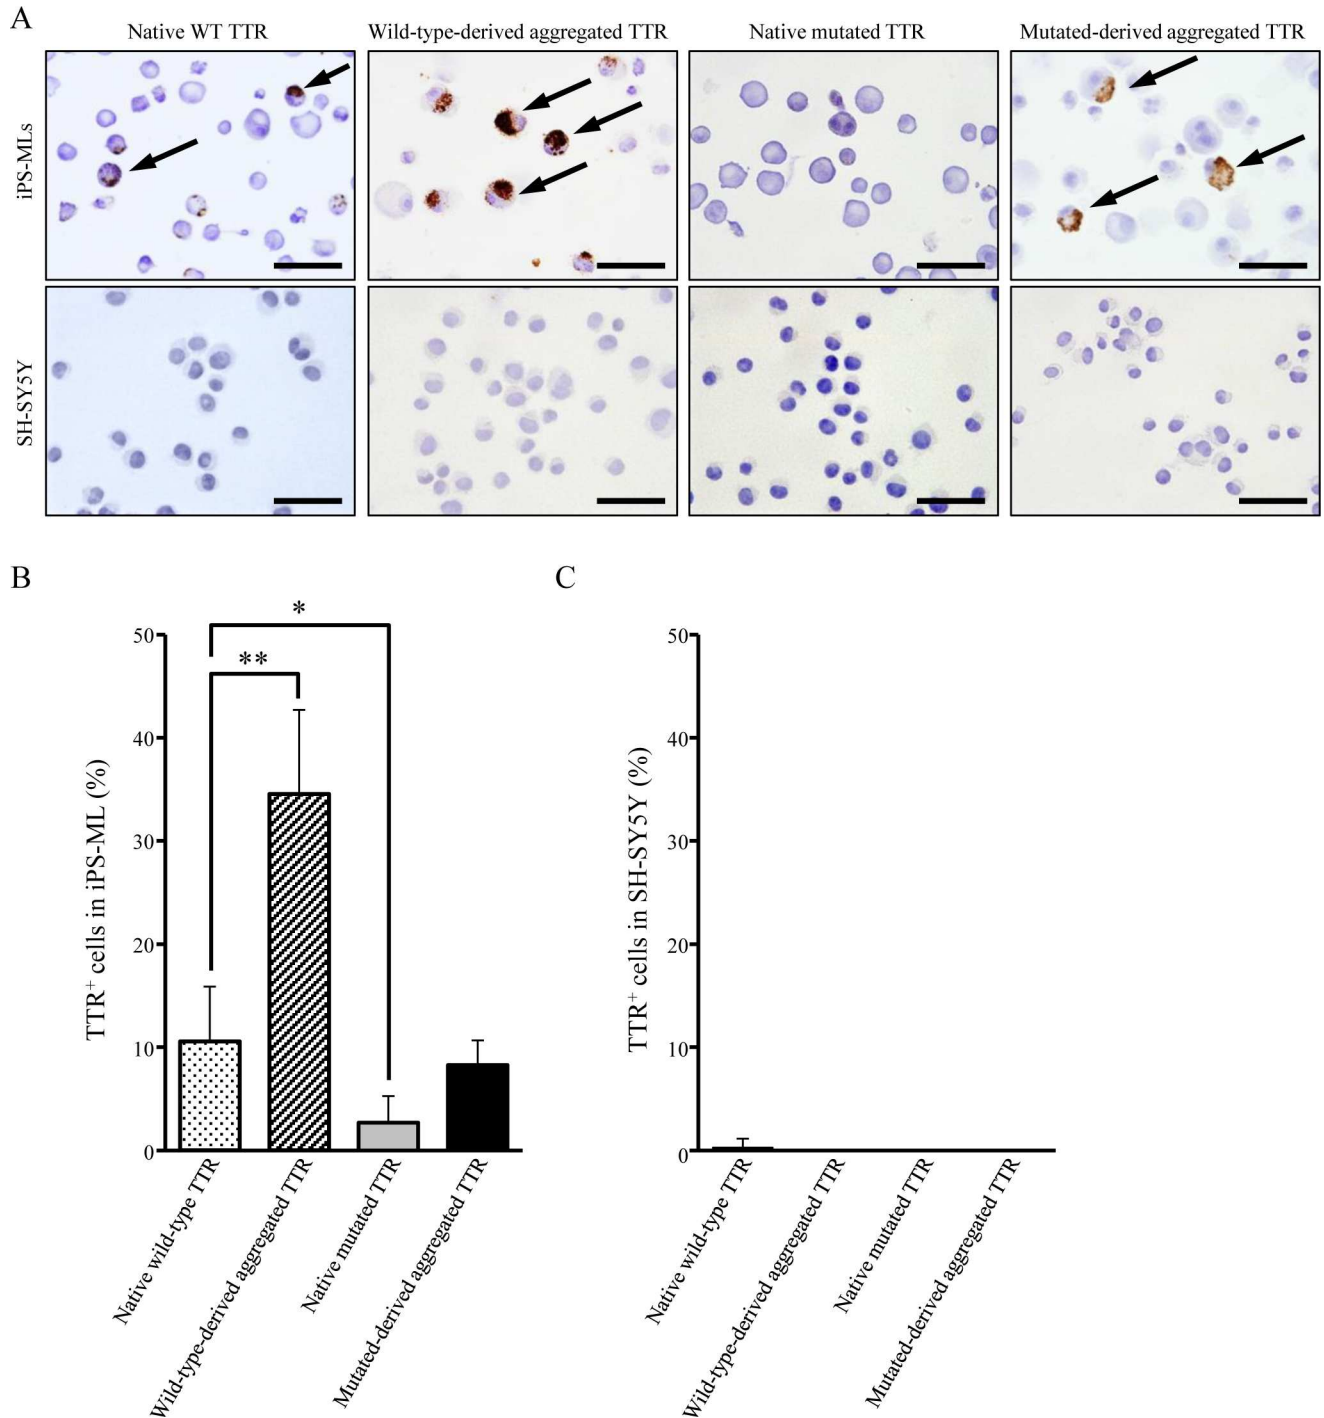 A
Native WT TTR
Wild-type-derived aggregated TTR
Native mutated TTR
Mutated-derived aggregated TTR
iPS-MLs
SH-SY5Y
B
TTR+ cells in iPS-ML (%)
50
40
30
20
10
0
*
**
Native wild-type TTR
Wild-type-derived aggregated TTR
Native mutated TTR
Mutated-derived aggregated TTR
C
TTR+ cells in SH-SY5Y (%)
50
40
30
20
10
0
Native wild-type TTR
Wild-type-derived aggregated TTR
Native mutated TTR
Mutated-derived aggregated TTR